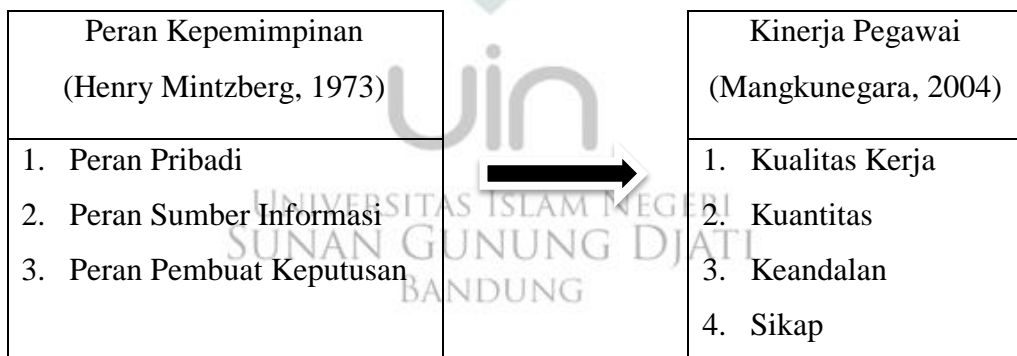 Peran Kepemimpinan
(Henry Mintzberg, 1973)
1. Peran Pribadi
2. Peran Sumber Informasi
3. Peran Pembuat Keputusan
Kinerja Pegawai
(Mangkunegara, 2004)
1. Kualitas Kerja
2. Kuantitas
3. Keandalan
4. Sikap
uin
UNIVERSITAS ISLAM NEGERI
SUNAN GUNUNG DJATI
BANDUNG